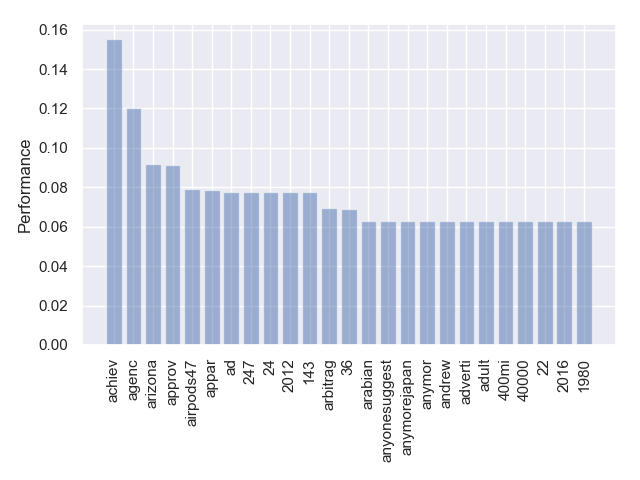 0.16
0.14
0.12
0.10
0.08
0.06
0.04
0.02
0.00
Performance
achiev
agenc
arizona
approv
airpods47
appar
ad
247
24
2012
143
arbitrag
36
arabian
anyonesuggest
anymorejapan
anymor
andrew
adverti
adult
400mi
40000
22
2016
1980